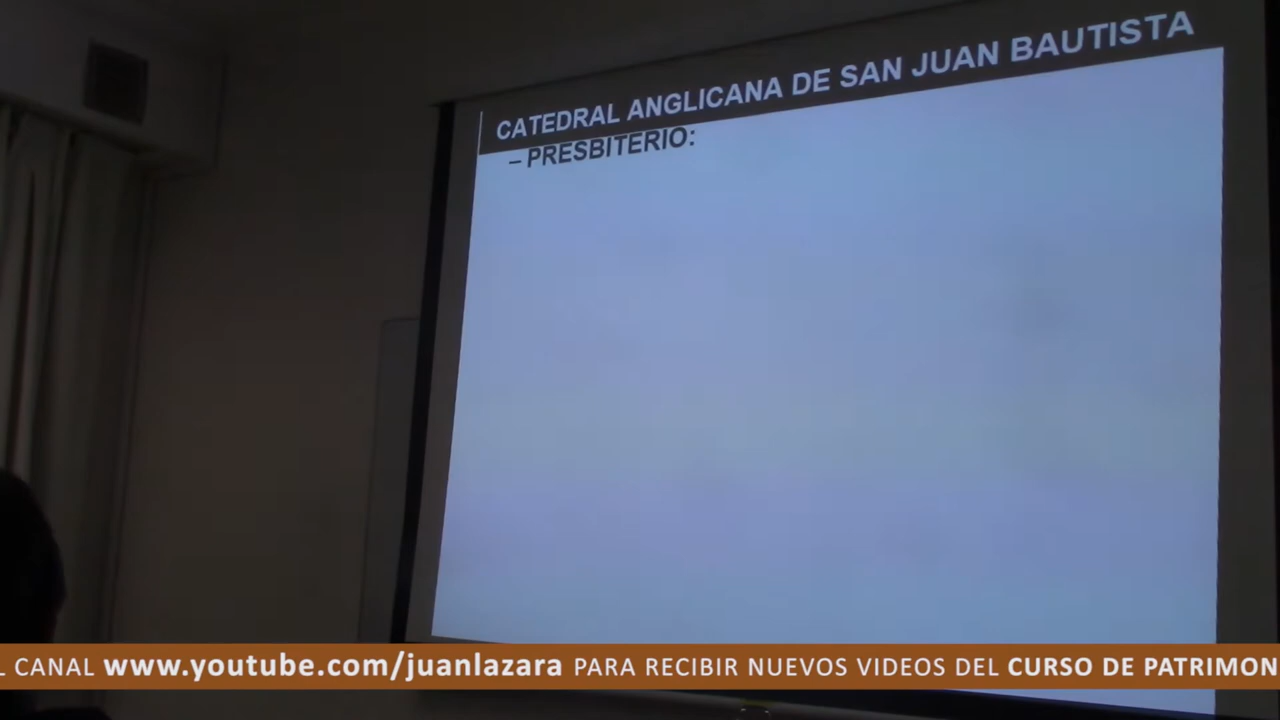 CATEDRAL ANGLICANA DE SAN JUAN BAUTISTA
– PRESBITERIO:
CANAL www.youtube.com/juanlazara PARA RECIBIR NUEVOS VIDEOS DEL CURSO DE PATRIMON